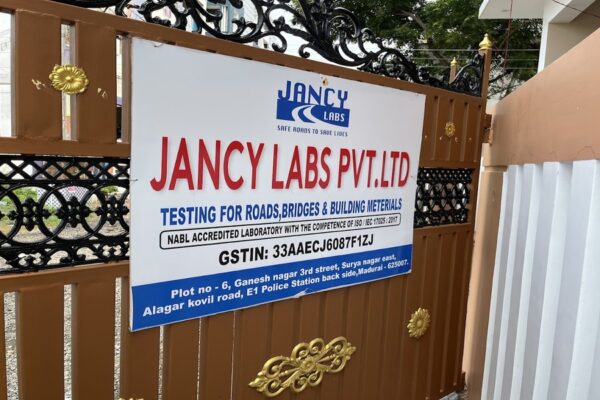 JANCY
LABS
SAFE ROADS TO SAVE LIVES
JANCY LABS PVT.LTD
TESTING FOR ROADS,BRIDGES & BUILDING METERIALS
NABL ACCREDITED LABORATORY WITH THE COMPETENCE OF ISO / IEC 17025 : 2017
GSTIN: 33AAECJ6087F1ZJ
Plot no - 6, Ganesh nagar 3rd street, Surya nagar east,
Alagar kovil road, E1 Police Station back side,Madurai - 625007.